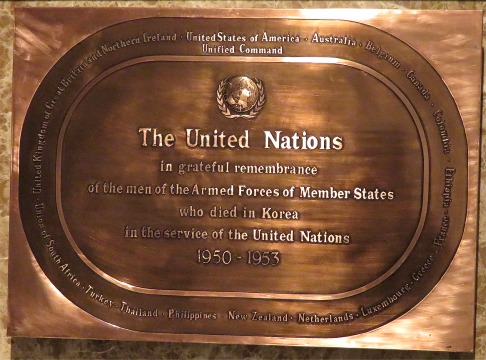 United States of America · Australia · Belgium · Canada · Colombia · Ethiopia · France · Greece · Luxembourg · Netherlands · New Zealand · Philippines · Thailand · Turkey · Union of South Africa · United Kingdom of Great Britain and Northern Ireland ·
Unified Command
The United Nations
in grateful remembrance
of the men of the Armed Forces of Member States
who died in Korea
in the service of the United Nations
1950 - 1953